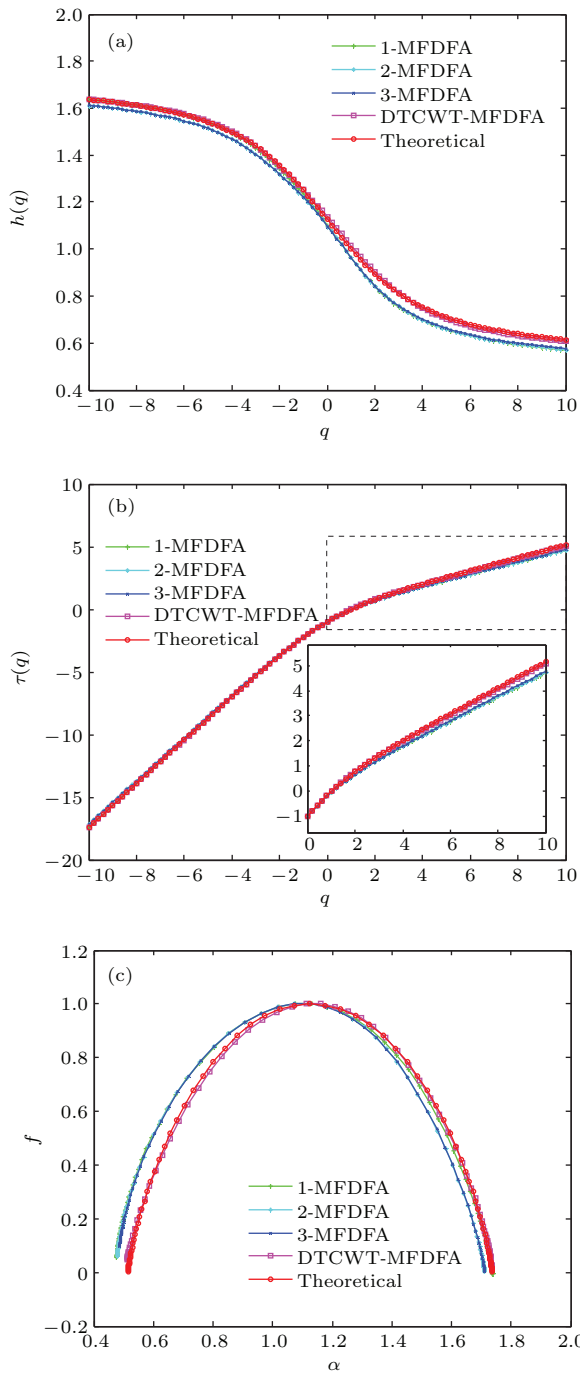 (a)
2.0
1.8
1.6
1.4
1.2
1.0
0.8
0.6
0.4
h(q)
1-MFDFA
2-MFDFA
3-MFDFA
DTCWT-MFDFA
Theoretical
−10 −8 −6 −4 −2 0 2 4 6 8 10
q
(b)
10
5
0
−5
−10
−15
−20
τ(q)
1-MFDFA
2-MFDFA
3-MFDFA
DTCWT-MFDFA
Theoretical
5
4
3
2
1
0
−1
0 2 4 6 8 10
−10 −8 −6 −4 −2 0 2 4 6 8 10
q
(c)
1.2
1.0
0.8
0.6
0.4
0.2
0
−0.2
f
1-MFDFA
2-MFDFA
3-MFDFA
DTCWT-MFDFA
Theoretical
0.4 0.6 0.8 1.0 1.2 1.4 1.6 1.8 2.0
α